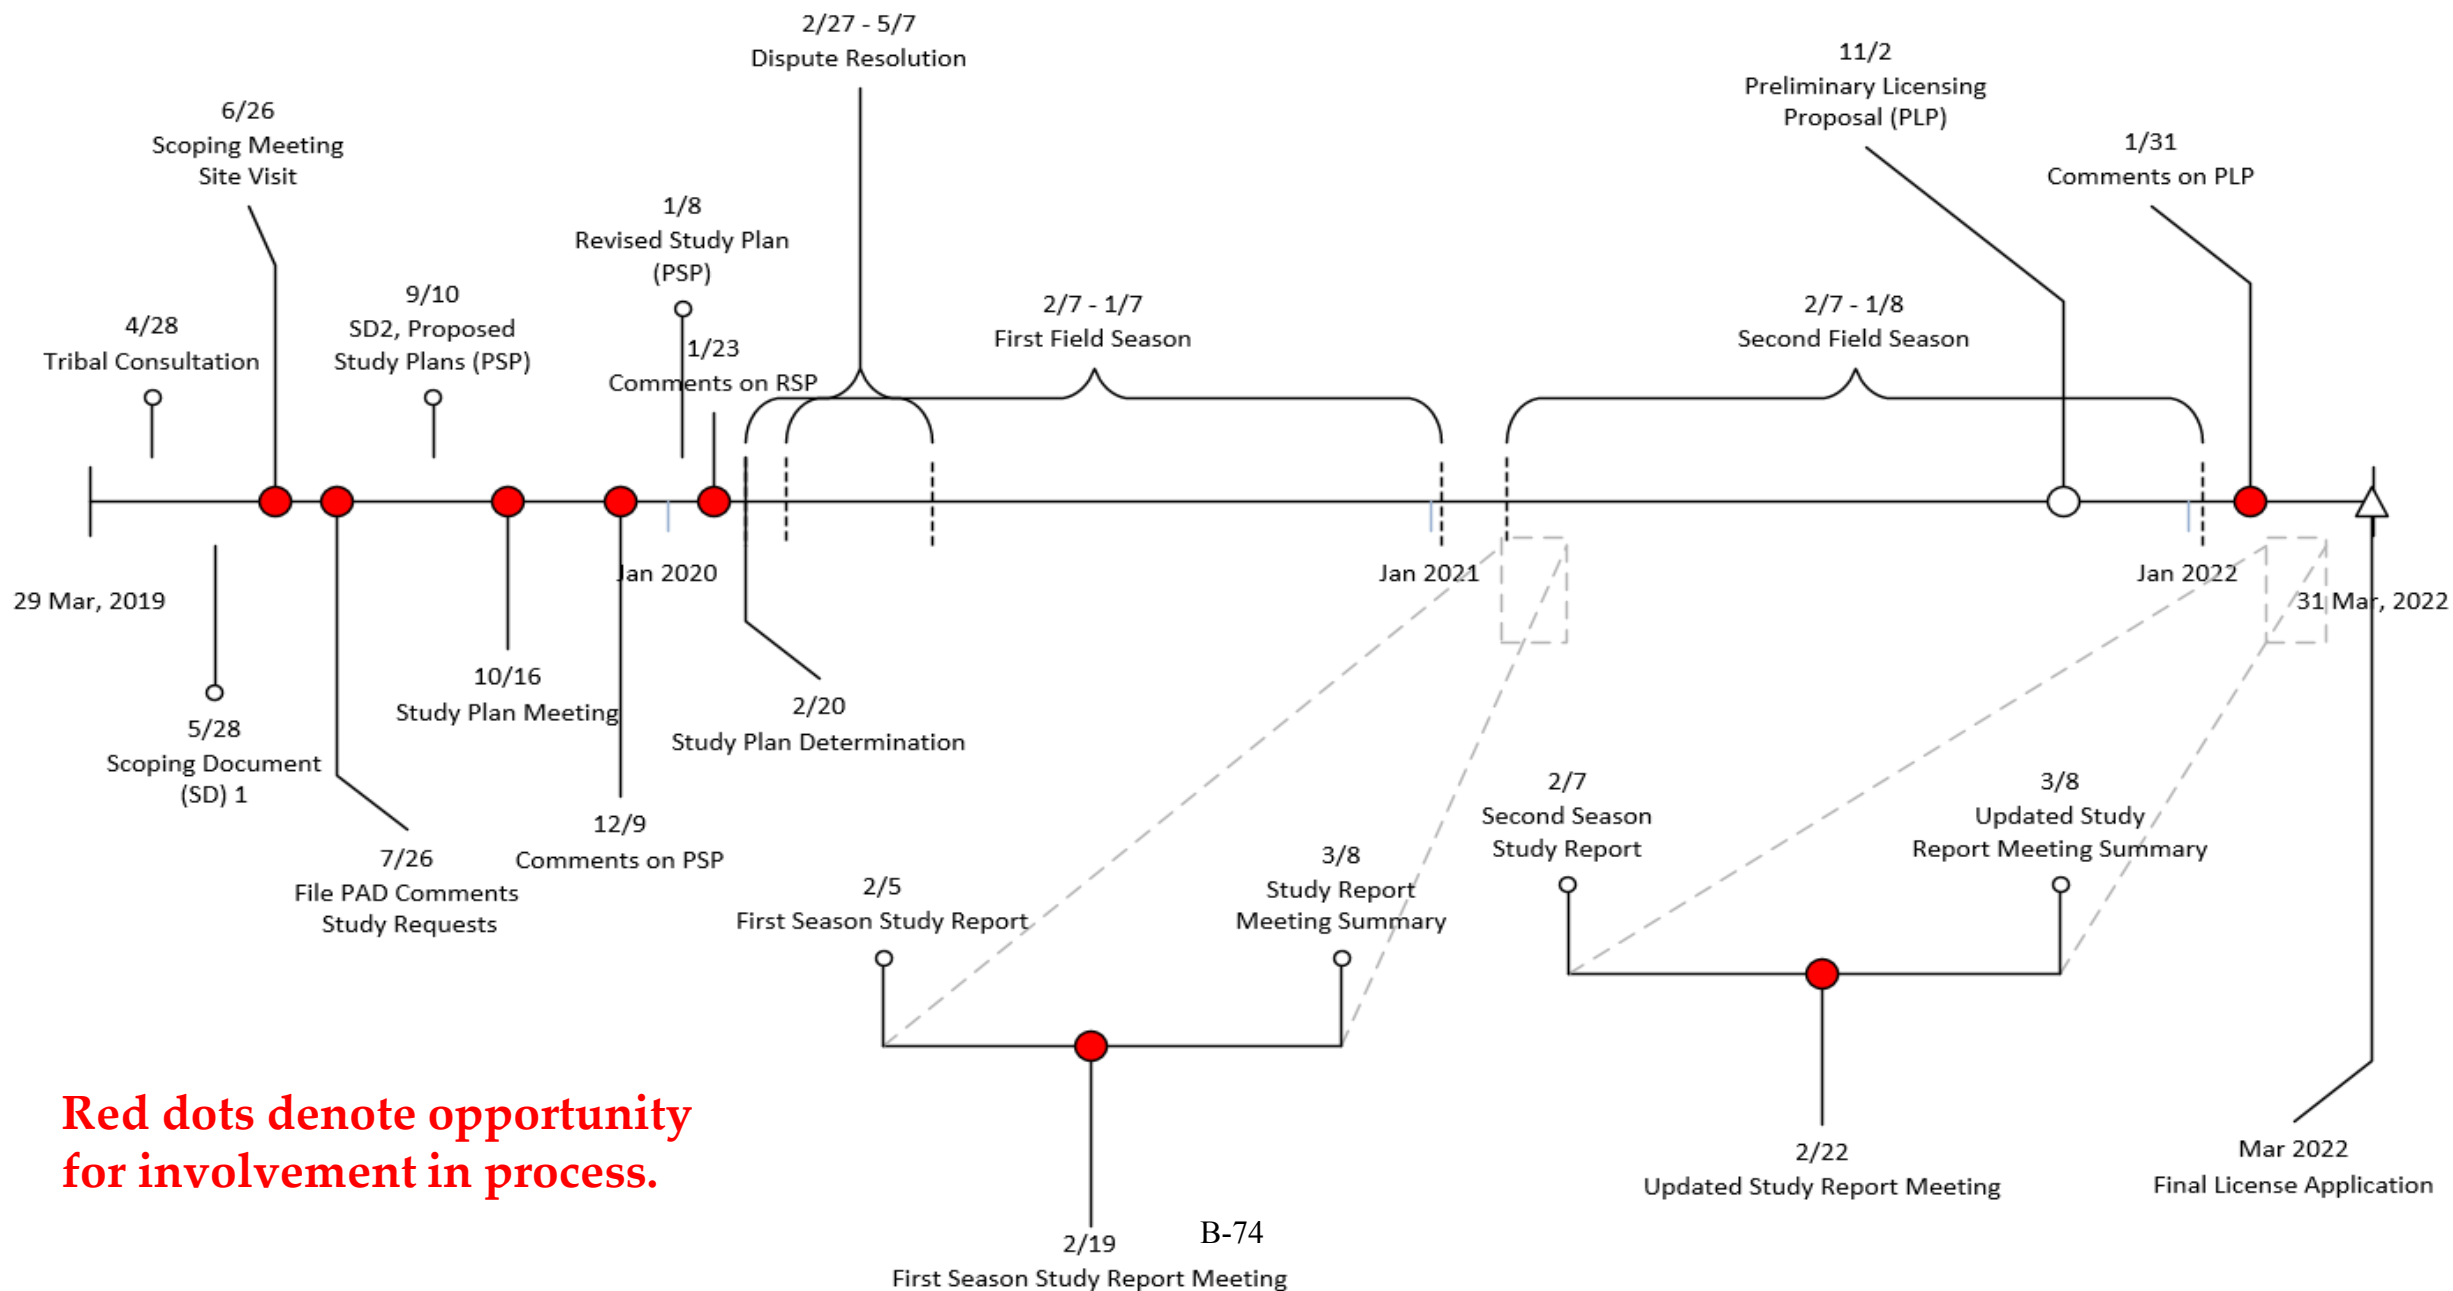 2/27 - 5/7
Dispute Resolution
11/2
Preliminary Licensing
Proposal (PLP)
6/26
Scoping Meeting
Site Visit
1/31
Comments on PLP
1/8
Revised Study Plan
(PSP)
9/10
SD2, Proposed
Study Plans (PSP)
4/28
Tribal Consultation
1/23
Comments on RSP
2/7 - 1/7
First Field Season
2/7 - 1/8
Second Field Season
29 Mar, 2019
Jan 2020
Jan 2021
Jan 2022
31 Mar, 2022
5/28
Scoping Document
(SD) 1
10/16
Study Plan Meeting
2/20
Study Plan Determination
7/26
File PAD Comments
Study Requests
12/9
Comments on PSP
2/5
First Season Study Report
3/8
Study Report
Meeting Summary
2/7
Second Season
Study Report
3/8
Updated Study
Report Meeting Summary
2/19
First Season Study Report Meeting
2/22
Updated Study Report Meeting
Mar 2022
Final License Application
Red dots denote opportunity
for involvement in process.
B-74